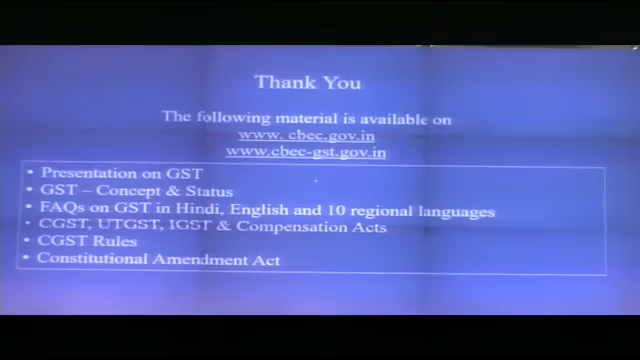 Thank You
The following material is available on
www. cbec.gov.in
www.cbec-gst.gov.in
• Presentation on GST
• GST – Concept & Status
• FAQs on GST in Hindi, English and 10 regional languages
• CGST, UTGST, IGST & Compensation Acts
• CGST Rules
• Constitutional Amendment Act